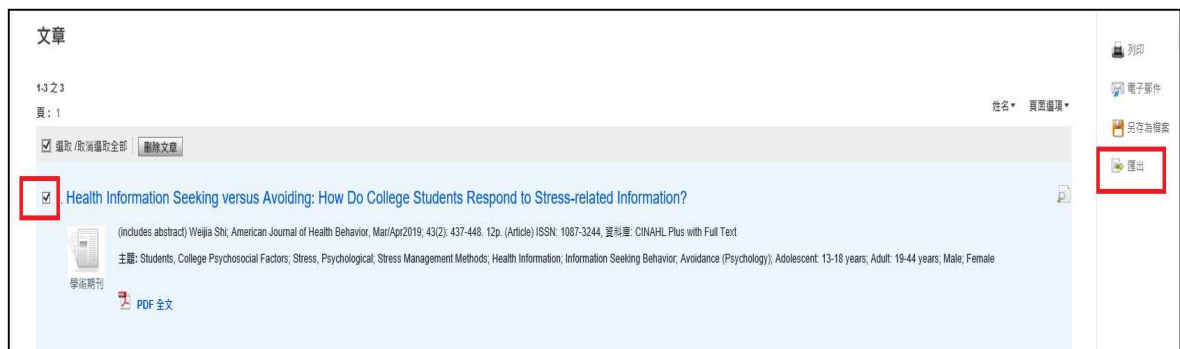 文章
1-3 之 3
頁: 1
姓名▾ 頁面選項▾
選取 /取消選取全部 刪除文章
. Health Information Seeking versus Avoiding: How Do College Students Respond to Stress-related Information?
(includes abstract) Weijia Shi; American Journal of Health Behavior, Mar/Apr2019; 43(2): 437-448. 12p. (Article) ISSN: 1087-3244, 資料庫: CINAHL Plus with Full Text
主題: Students, College Psychosocial Factors; Stress, Psychological; Stress Management Methods; Health Information; Information Seeking Behavior; Avoidance (Psychology); Adolescent: 13-18 years; Adult: 19-44 years; Male; Female
學術期刊
PDF 全文
列印
電子郵件
另存為檔案
匯出